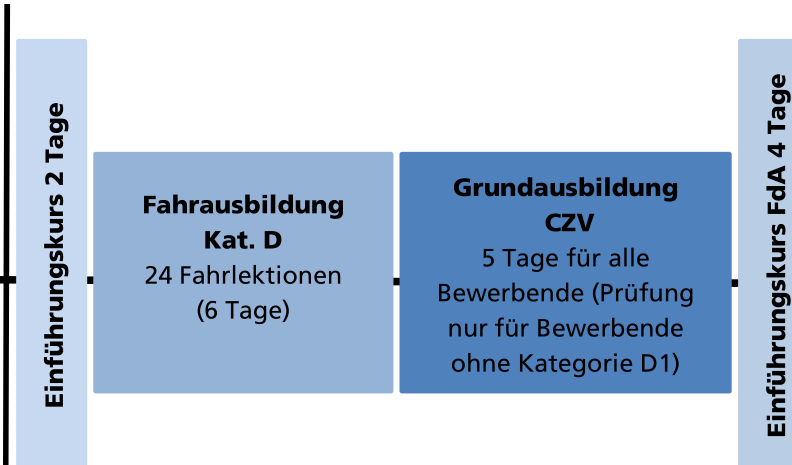 Einführungskurs 2 Tage
Fahrausbildung
Kat. D
24 Fahrlektionen
(6 Tage)
Grundausbildung
CZV
5 Tage für alle
Bewerbende (Prüfung
nur für Bewerbende
ohne Kategorie D1)
Einführungskurs FdA 4 Tage